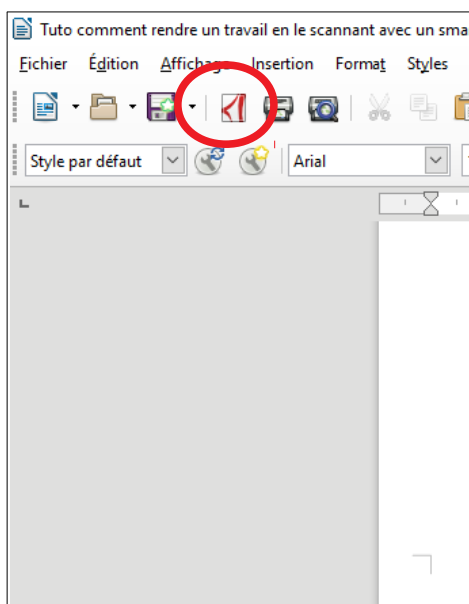 Tuto comment rendre un travail en le scannant avec un sma
Fichier Édition Affichage Insertion Format Styles
Style par défaut Arial